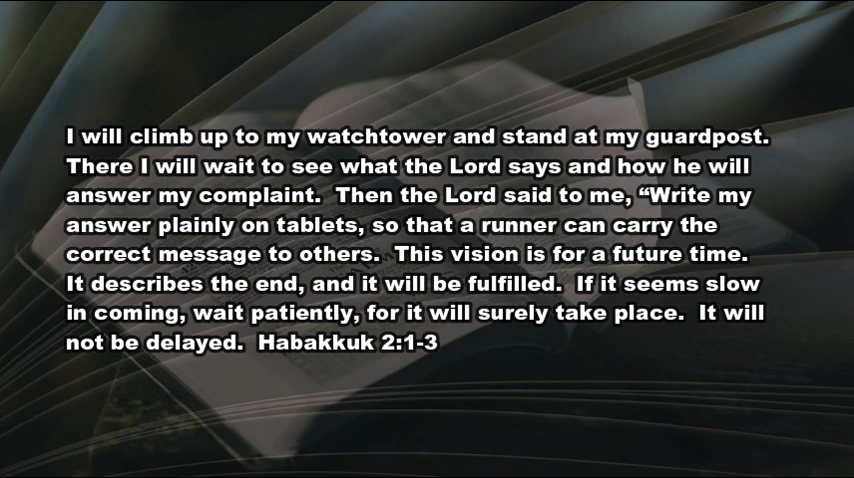 I will climb up to my watchtower and stand at my guardpost.
There I will wait to see what the Lord says and how he will
answer my complaint.  Then the Lord said to me, “Write my
answer plainly on tablets, so that a runner can carry the
correct message to others.  This vision is for a future time.
It describes the end, and it will be fulfilled.  If it seems slow
in coming, wait patiently, for it will surely take place.  It will
not be delayed.  Habakkuk 2:1-3